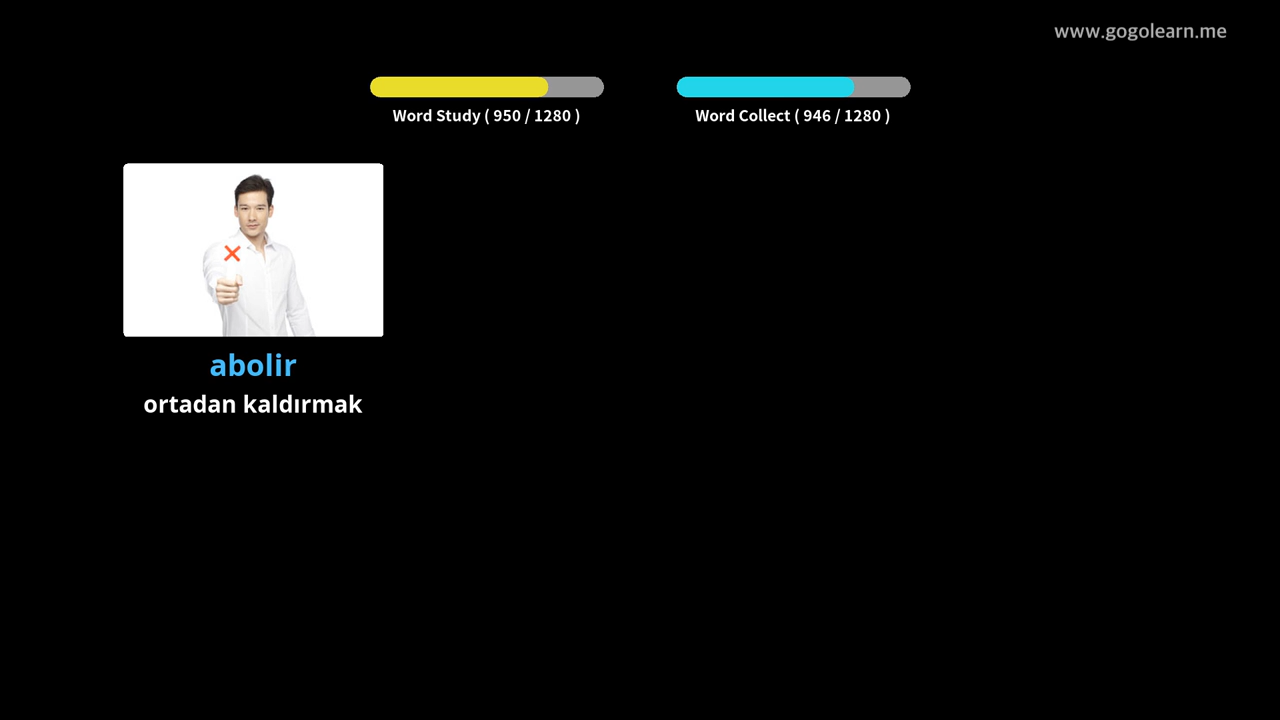 www.gogolearn.me
Word Study ( 950 / 1280 )
Word Collect ( 946 / 1280 )
abolir
ortadan kaldırmak